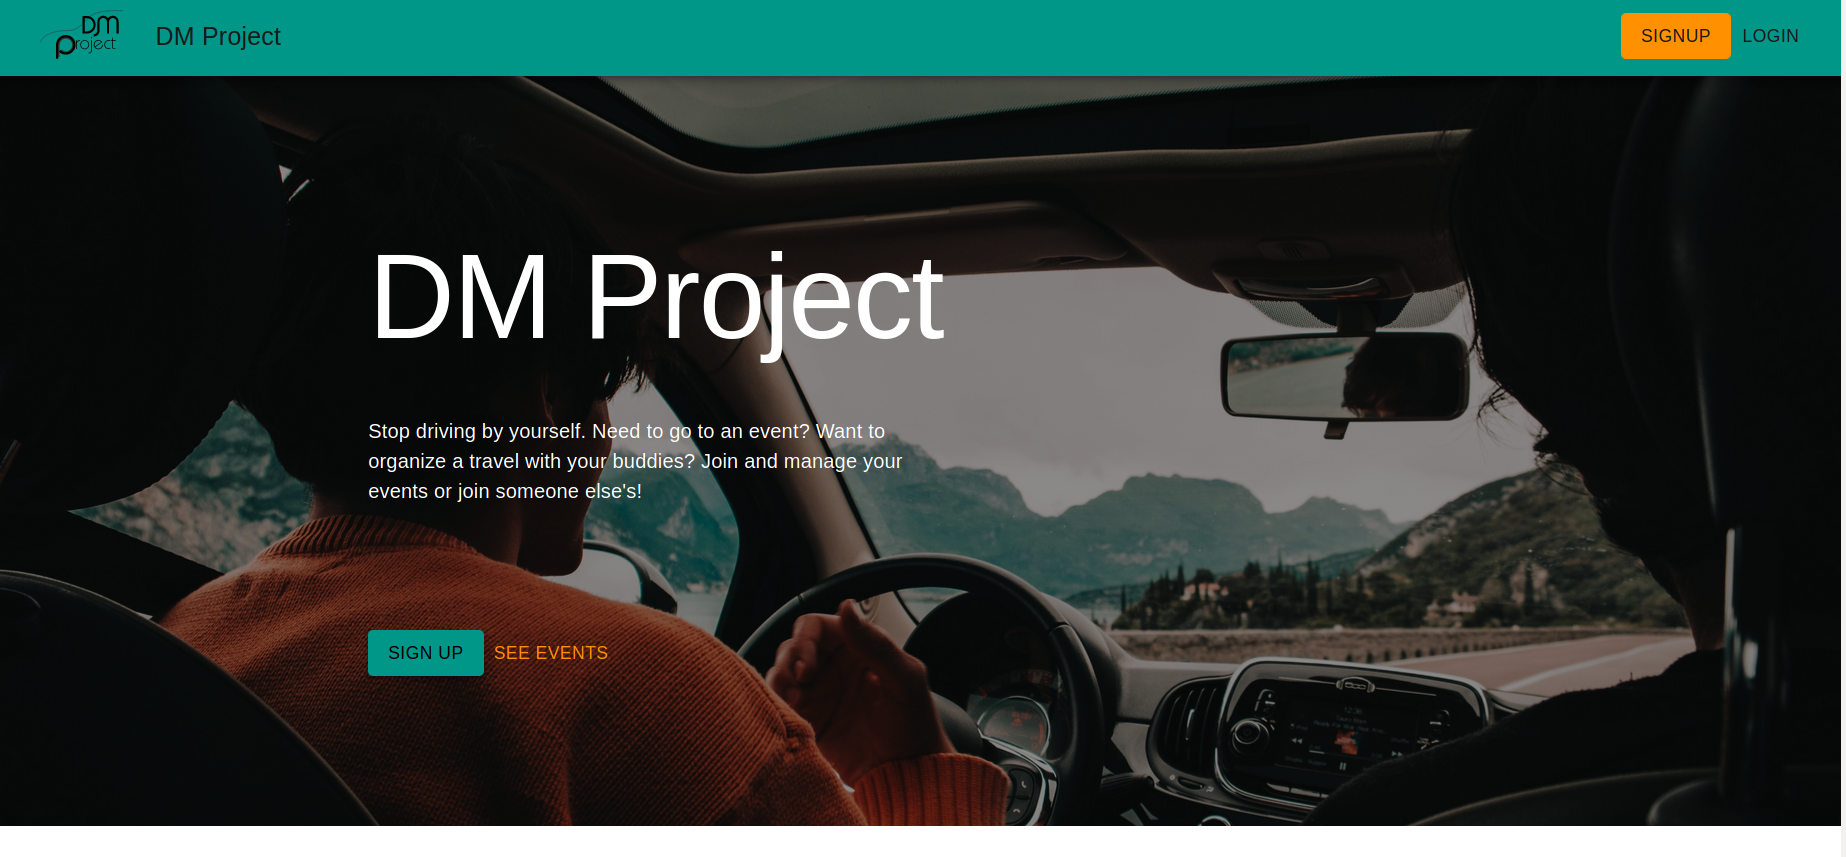 DM
Project
DM Project
SIGNUP
LOGIN
DM Project
Stop driving by yourself. Need to go to an event? Want to
organize a travel with your buddies? Join and manage your
events or join someone else's!
SIGN UP
SEE EVENTS
12:36